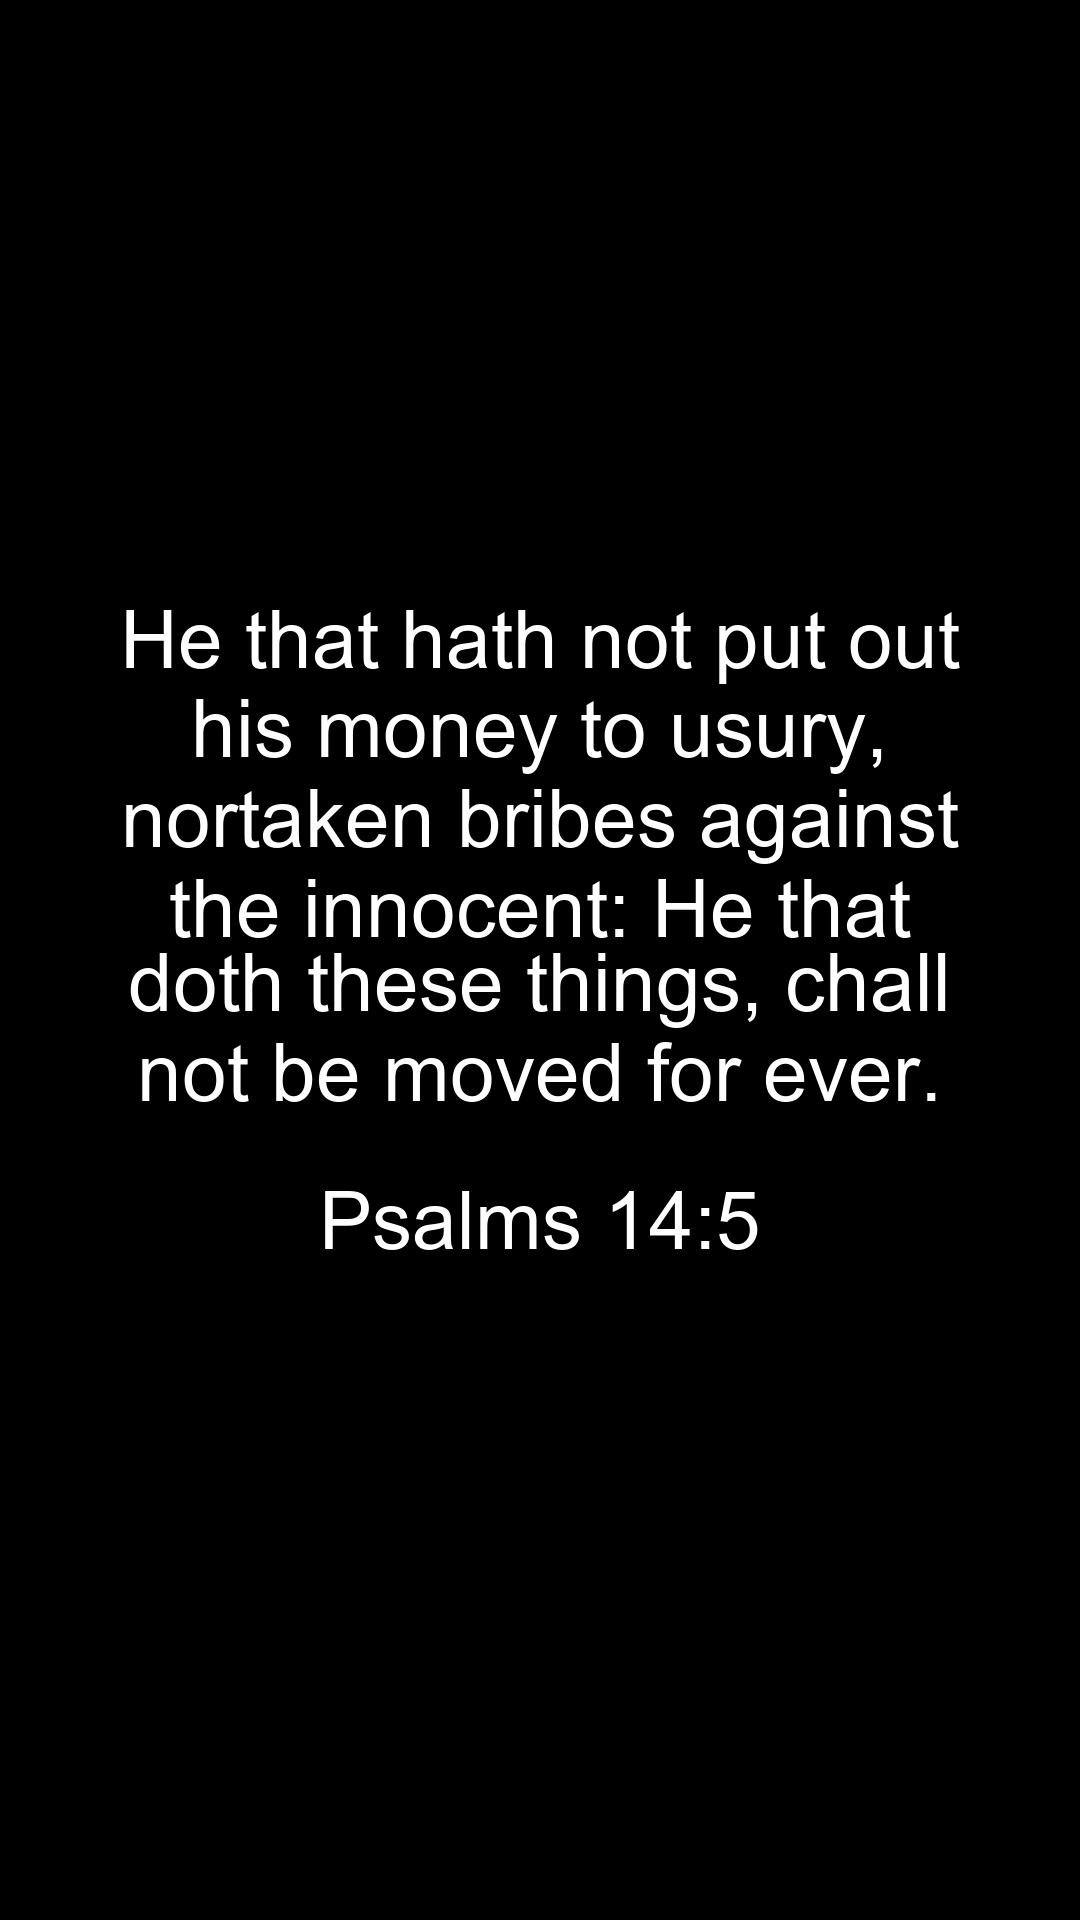 He that hath not put out
his money to usury,
nortaken bribes against
the innocent: He that
doth these things, chall
not be moved for ever.
Psalms 14:5